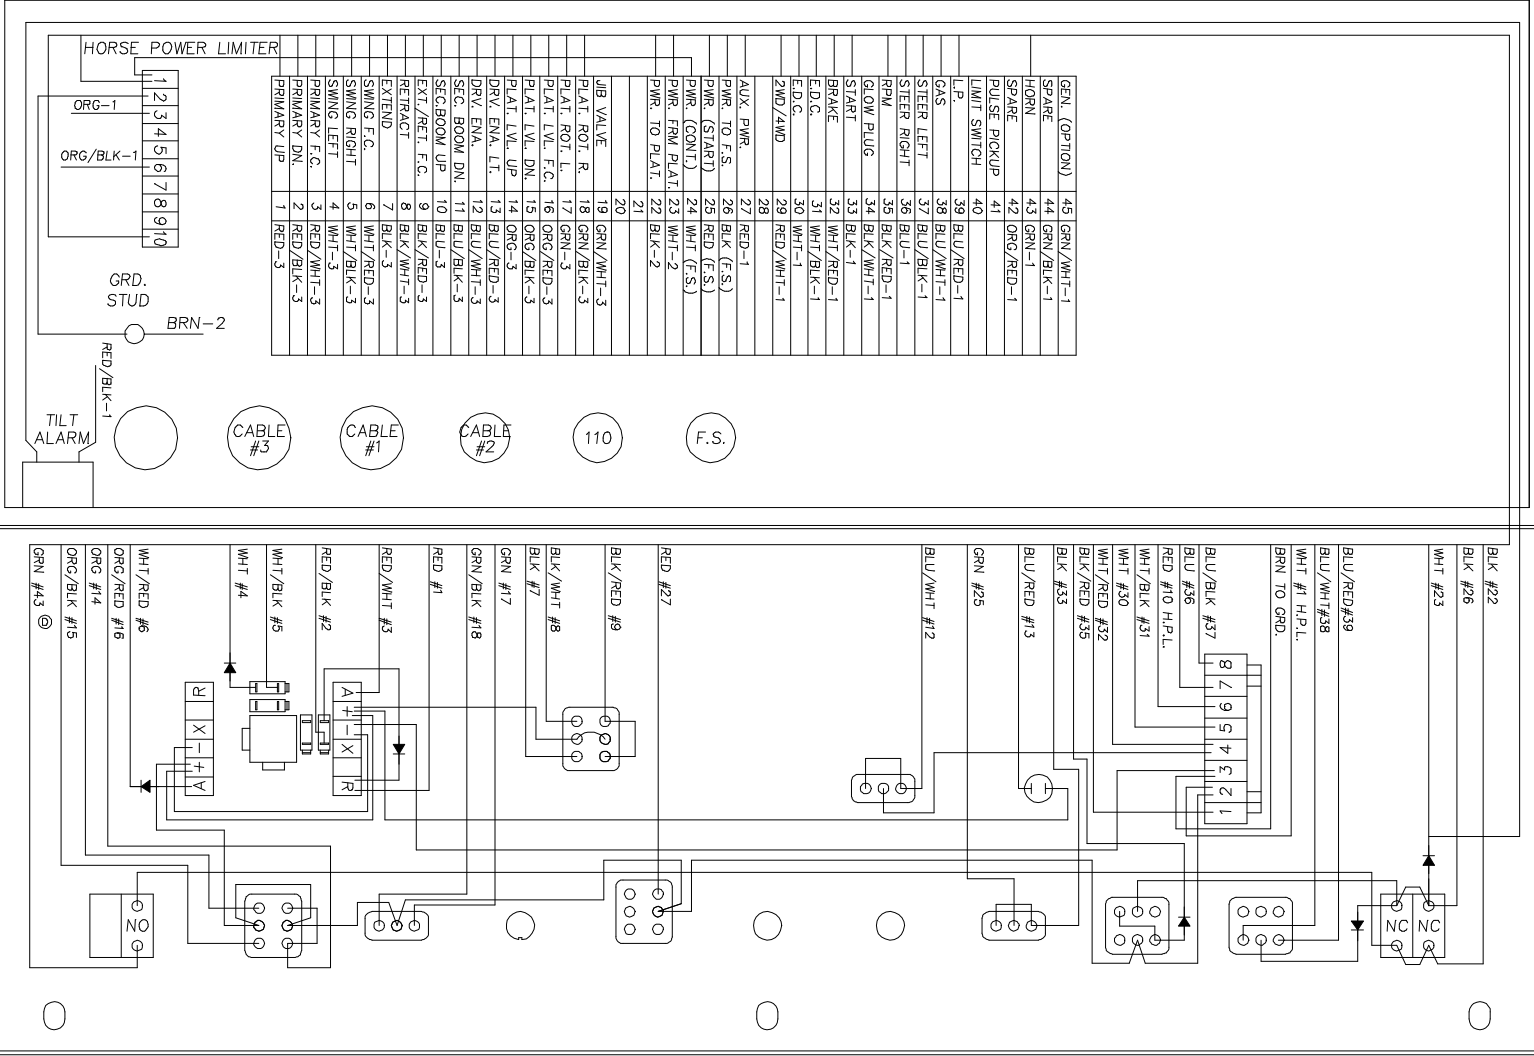 HORSE POWER LIMITER
1
2
3
4
5
6
7
8
9
10
ORG-1
ORG/BLK-1
GRD.
STUD
BRN-2
RED/BLK-1
TILT
ALARM
PRIMARY UP 1 RED-3
PRIMARY DN. 2 RED/BLK-3
PRIMARY F.C. 3 RED/WHT-3
SWING LEFT 4 WHT-3
SWING RIGHT 5 WHT/BLK-3
SWING F.C. 6 WHT/RED-3
EXTEND 7 BLK-3
RETRACT 8 BLK/WHT-3
EXT./RET. F.C. 9 BLK/RED-3
SEC.BOOM UP 10 BLU-3
SEC. BOOM DN. 11 BLU/BLK-3
DRV. ENA. 12 BLU/WHT-3
DRV. ENA. LT. 13 BLU/RED-3
PLAT. LVL. UP 14 ORG-3
PLAT. LVL. DN. 15 ORG/BLK-3
PLAT. LVL. F.C. 16 ORG/RED-3
PLAT. ROT. L. 17 GRN-3
PLAT. ROT. R. 18 GRN/BLK-3
JIB VALVE 19 GRN/WHT-3
20
21
PWR. TO PLAT. 22 BLK-2
PWR. FRM PLAT. 23 WHT-2
PWR. (CONT.) 24 WHT (F.S.)
PWR. (START) 25 RED (F.S.)
PWR. TO F.S. 26 BLK (F.S.)
AUX. PWR. 27 RED-1
28
2WD/4WD 29 RED/WHT-1
E.D.C. 30 WHT-1
E.D.C. 31 WHT/BLK-1
BRAKE 32 WHT/RED-1
START 33 BLK-1
GLOW PLUG 34 BLK/WHT-1
RPM 35 BLK/RED-1
STEER RIGHT 36 BLU-1
STEER LEFT 37 BLU/BLK-1
GAS 38 BLU/WHT-1
L.P. 39 BLU/RED-1
LIMIT SWITCH 40
PULSE PICKUP 41
SPARE 42 ORG/RED-1
HORN 43 GRN-1
SPARE 44 GRN/BLK-1
GEN. (OPTION) 45 GRN/WHT-1
CABLE
#3
CABLE
#1
CABLE
#2
110
F.S.
GRN #43 D
ORG/BLK #15
ORG #14
ORG/RED #16
WHT/RED #6
WHT #4
WHT/BLK #5
RED/BLK #2
RED/WHT #3
RED #1
GRN/BLK #18
GRN #17
BLK #7
BLK/WHT #8
BLK/RED #9
RED #27
BLU/WHT #12
GRN #25
BLU/RED #13
BLK #33
BLK/RED #35
WHT/RED #32
WHT #30
WHT/BLK #31
RED #10 H.P.L.
BLU #36
BLU/BLK #37
BRN TO GRD.
WHT #1 H.P.L.
BLU/WHT#38
BLU/RED#39
WHT #23
BLK #26
BLK #22
R
X
-
+
A
A
+
-
X
R
8
7
6
5
4
3
2
1
NO
NC
NC